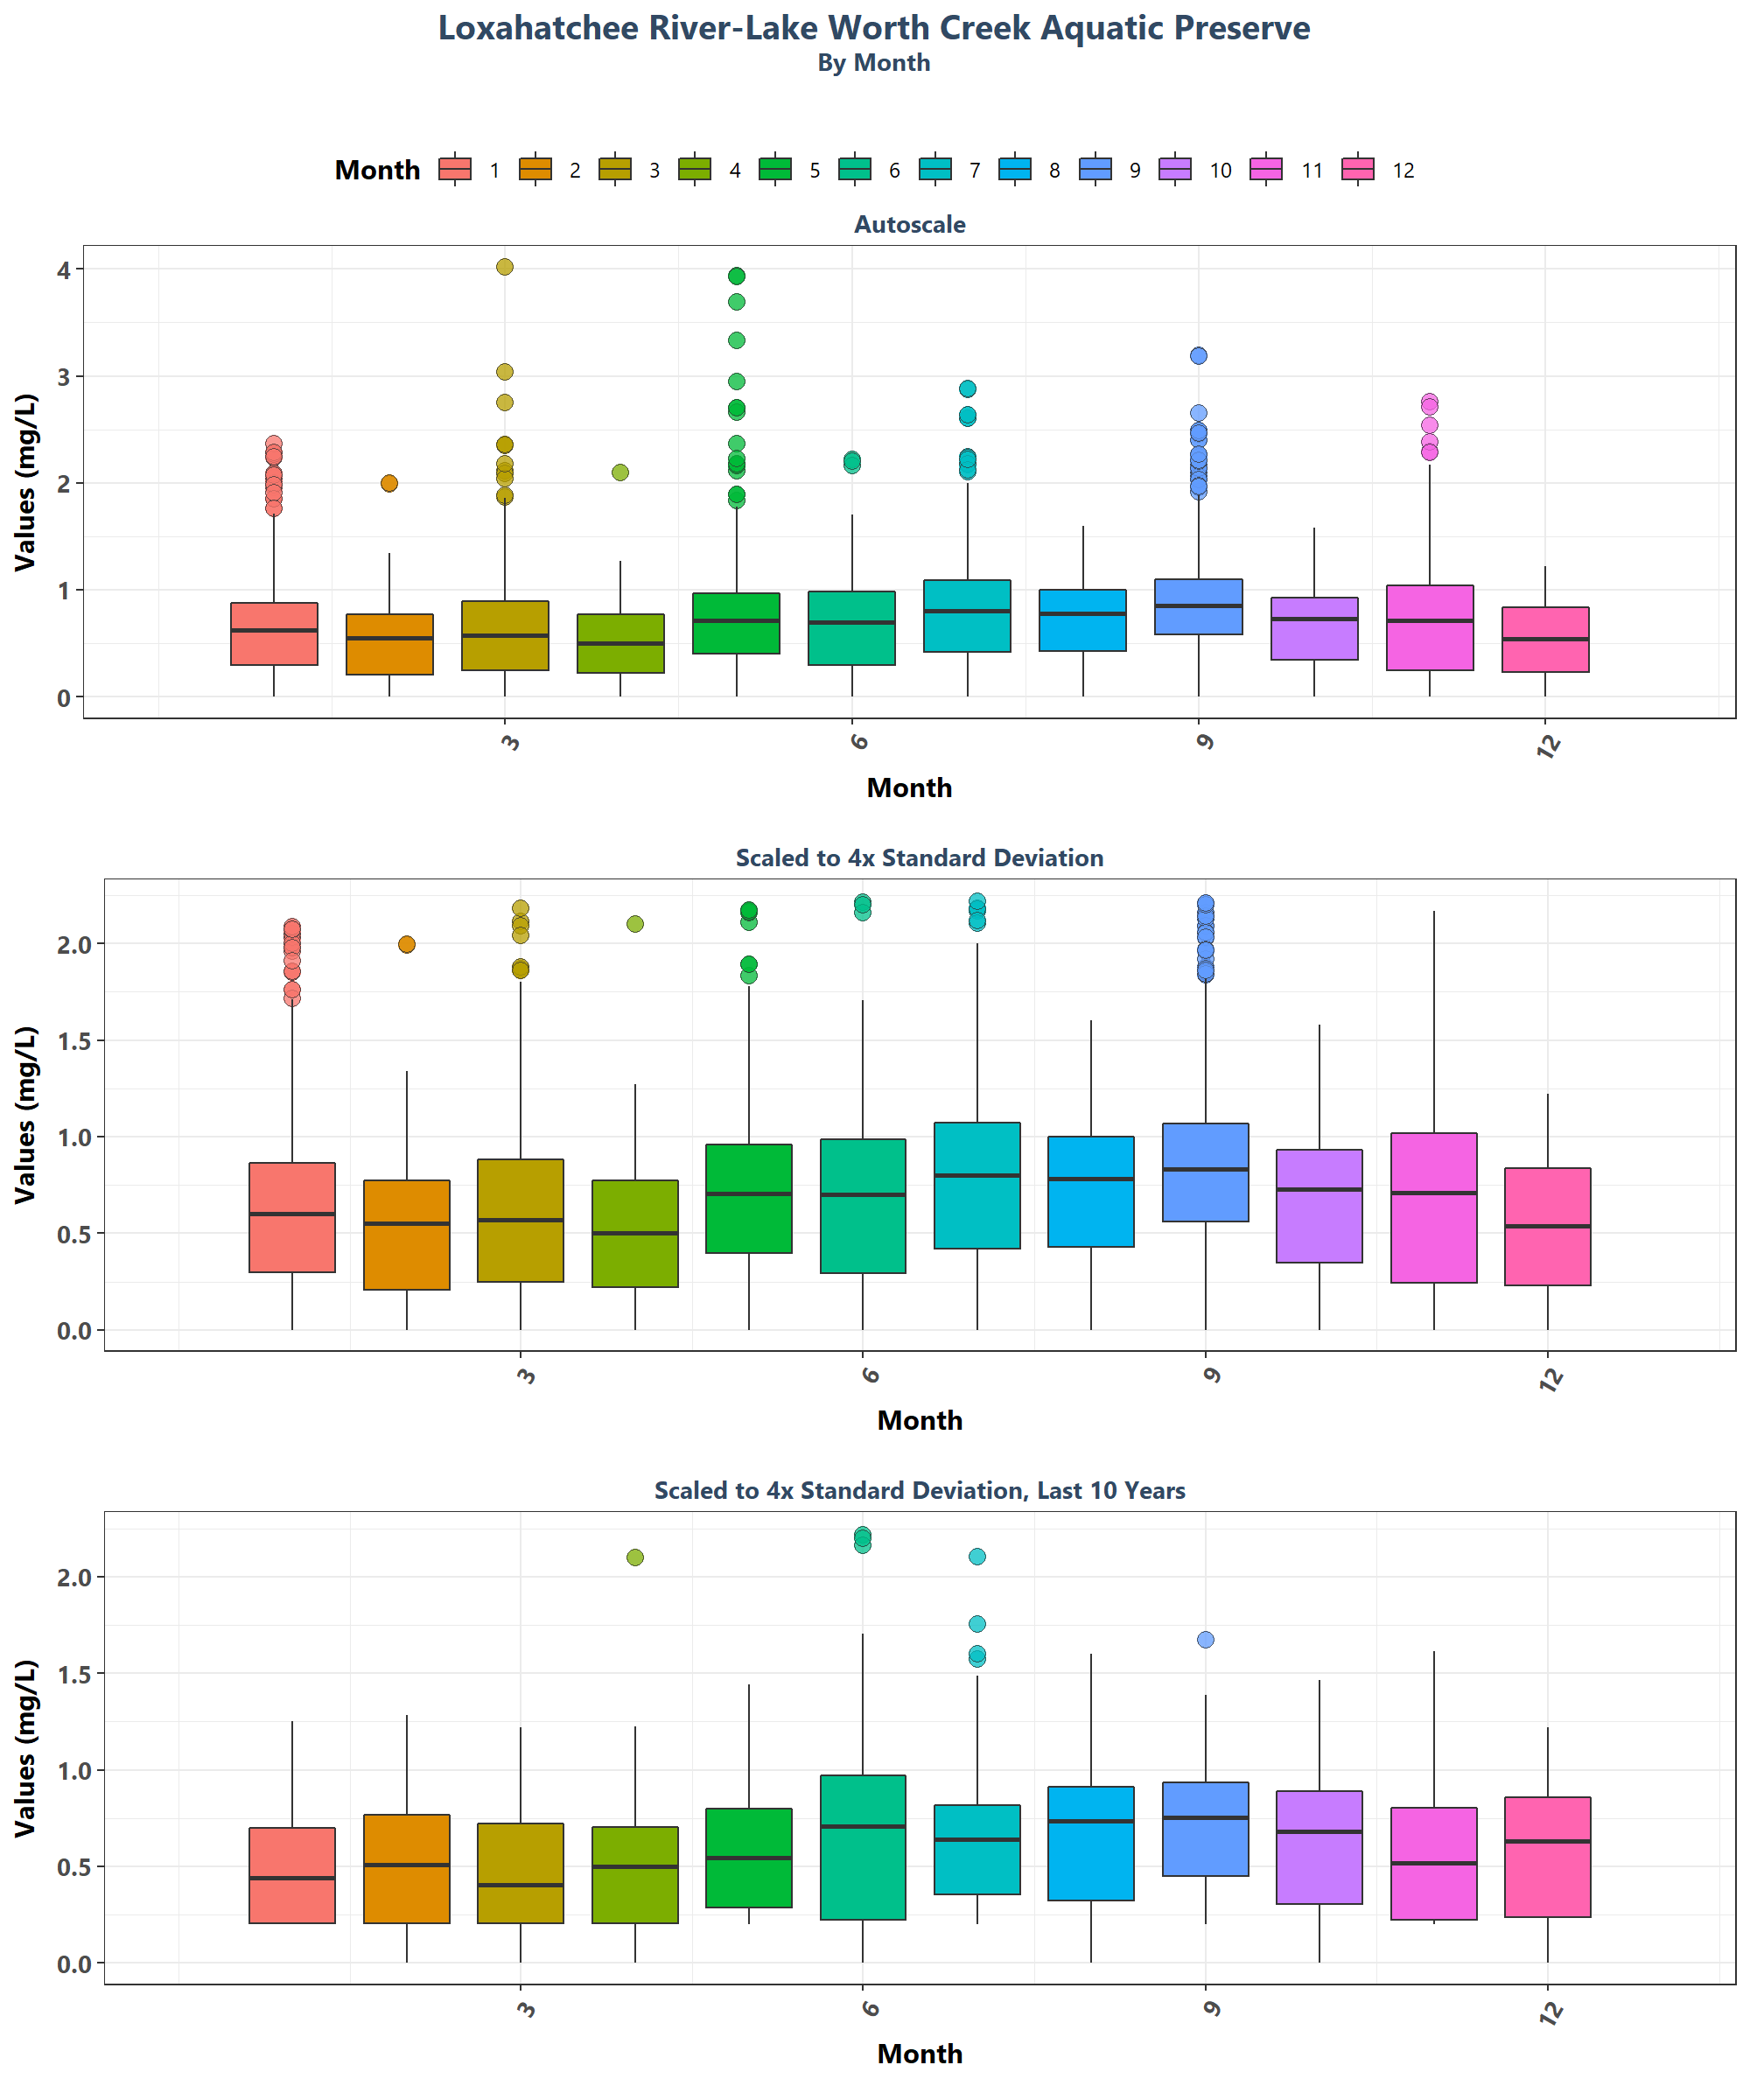 Loxahatchee River-Lake Worth Creek Aquatic Preserve
By Month
Month 1 2 3 4 5 6 7 8 9 10 11 12
Autoscale
Values (mg/L)
4
3
2
1
0
3 6 9 12
Month
Scaled to 4x Standard Deviation
Values (mg/L)
2.0
1.5
1.0
0.5
0.0
3 6 9 12
Month
Scaled to 4x Standard Deviation, Last 10 Years
Values (mg/L)
2.0
1.5
1.0
0.5
0.0
3 6 9 12
Month